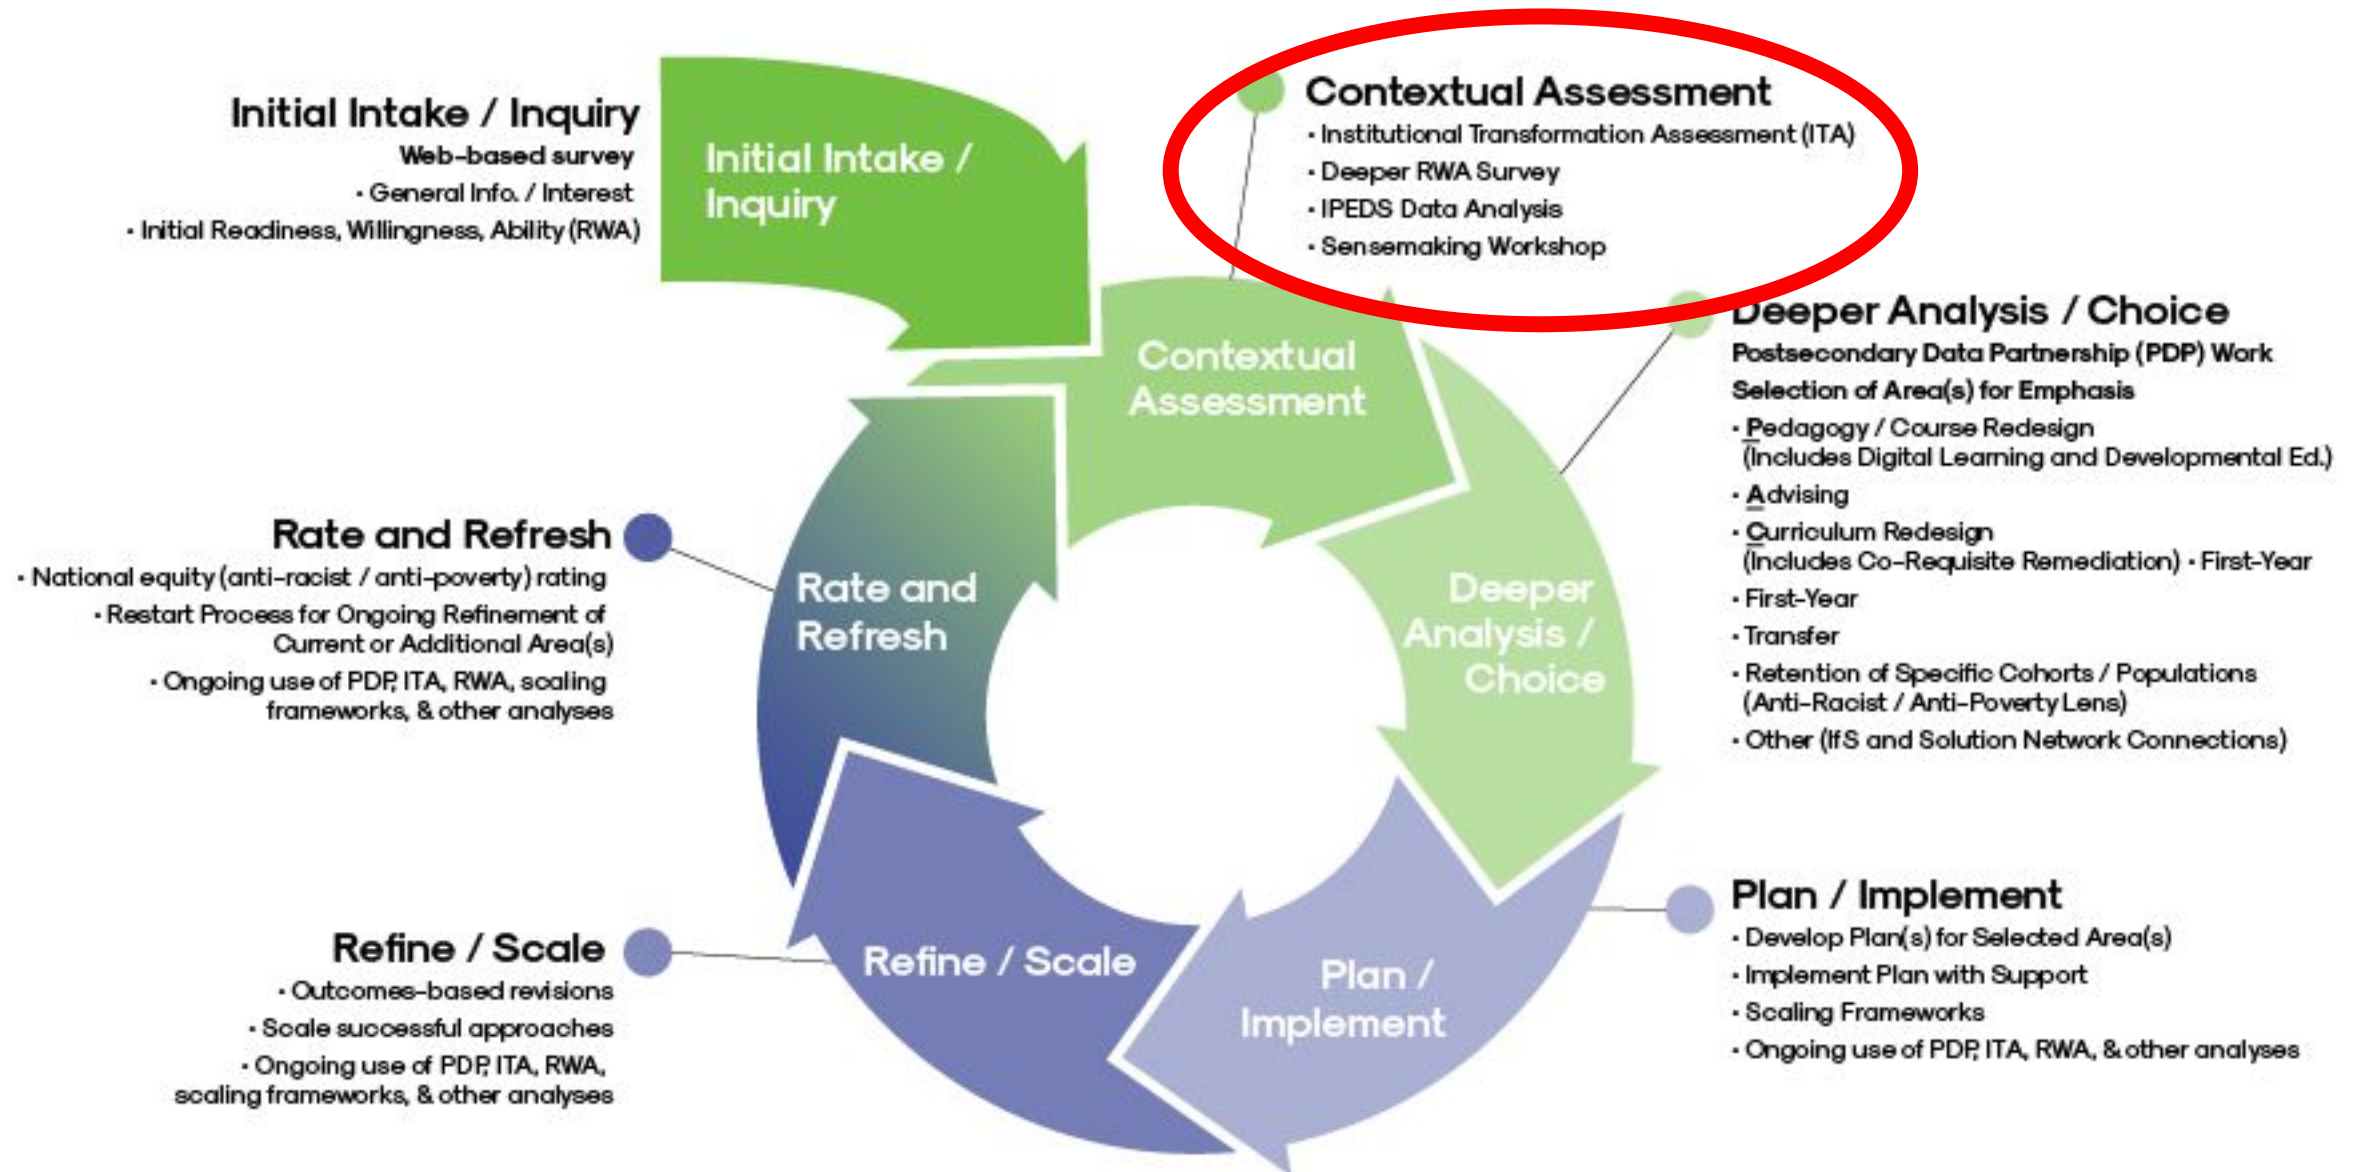 Initial Intake / Inquiry
Web-based survey
· General Info. / Interest
· Initial Readiness, Willingness, Ability (RWA)
Initial Intake /
Inquiry
Contextual Assessment
· Institutional Transformation Assessment (ITA)
· Deeper RWA Survey
· IPEDS Data Analysis
· Sensemaking Workshop
Contextual
Assessment
Deeper Analysis / Choice
Postsecondary Data Partnership (PDP) Work
Selection of Area(s) for Emphasis
· Pedagogy / Course Redesign
(Includes Digital Learning and Developmental Ed.)
· Advising
· Curriculum Redesign
(Includes Co-Requisite Remediation) · First-Year
· First-Year
· Transfer
· Retention of Specific Cohorts / Populations
(Anti-Racist / Anti-Poverty Lens)
· Other (IfS and Solution Network Connections)
Deeper
Analysis /
Choice
Plan / Implement
· Develop Plan(s) for Selected Area(s)
· Implement Plan with Support
· Scaling Frameworks
· Ongoing use of PDP, ITA, RWA, & other analyses
Plan /
Implement
Refine / Scale
· Outcomes-based revisions
· Scale successful approaches
· Ongoing use of PDP, ITA, RWA,
scaling frameworks, & other analyses
Refine / Scale
Rate and Refresh
· National equity (anti-racist / anti-poverty) rating
· Restart Process for Ongoing Refinement of
Current or Additional Area(s)
· Ongoing use of PDP, ITA, RWA, scaling
frameworks, & other analyses
Rate and
Refresh